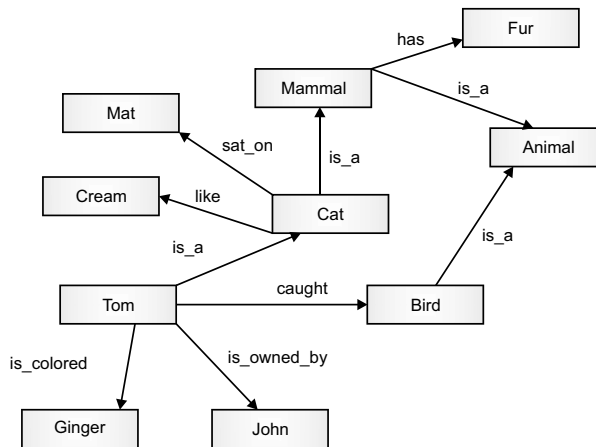 Fur
has
Mammal
is_a
Mat
sat_on
is_a
Animal
Cream
like
Cat
is_a
is_a
Tom
caught
Bird
is_colored
is_owned_by
Ginger
John